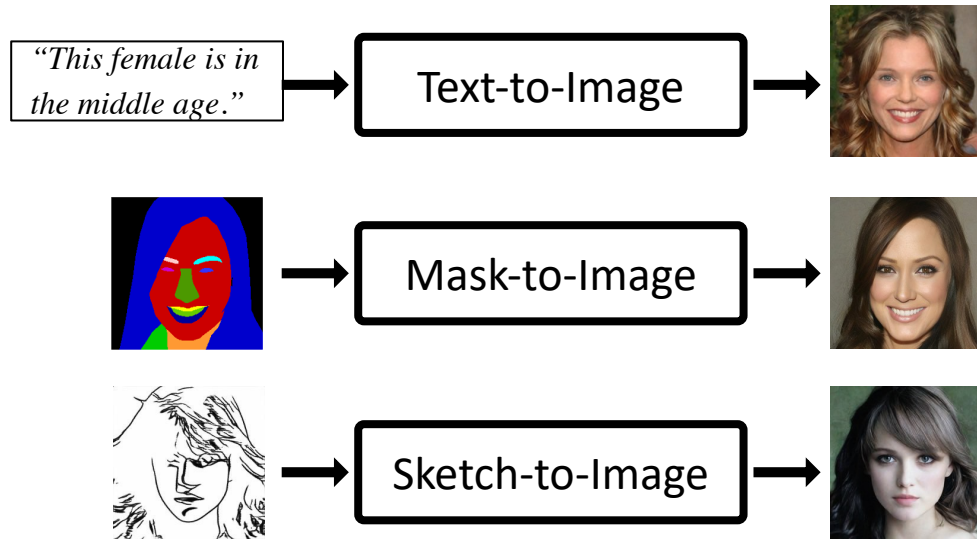 “This female is in
the middle age.”
Text-to-Image
Mask-to-Image
Sketch-to-Image